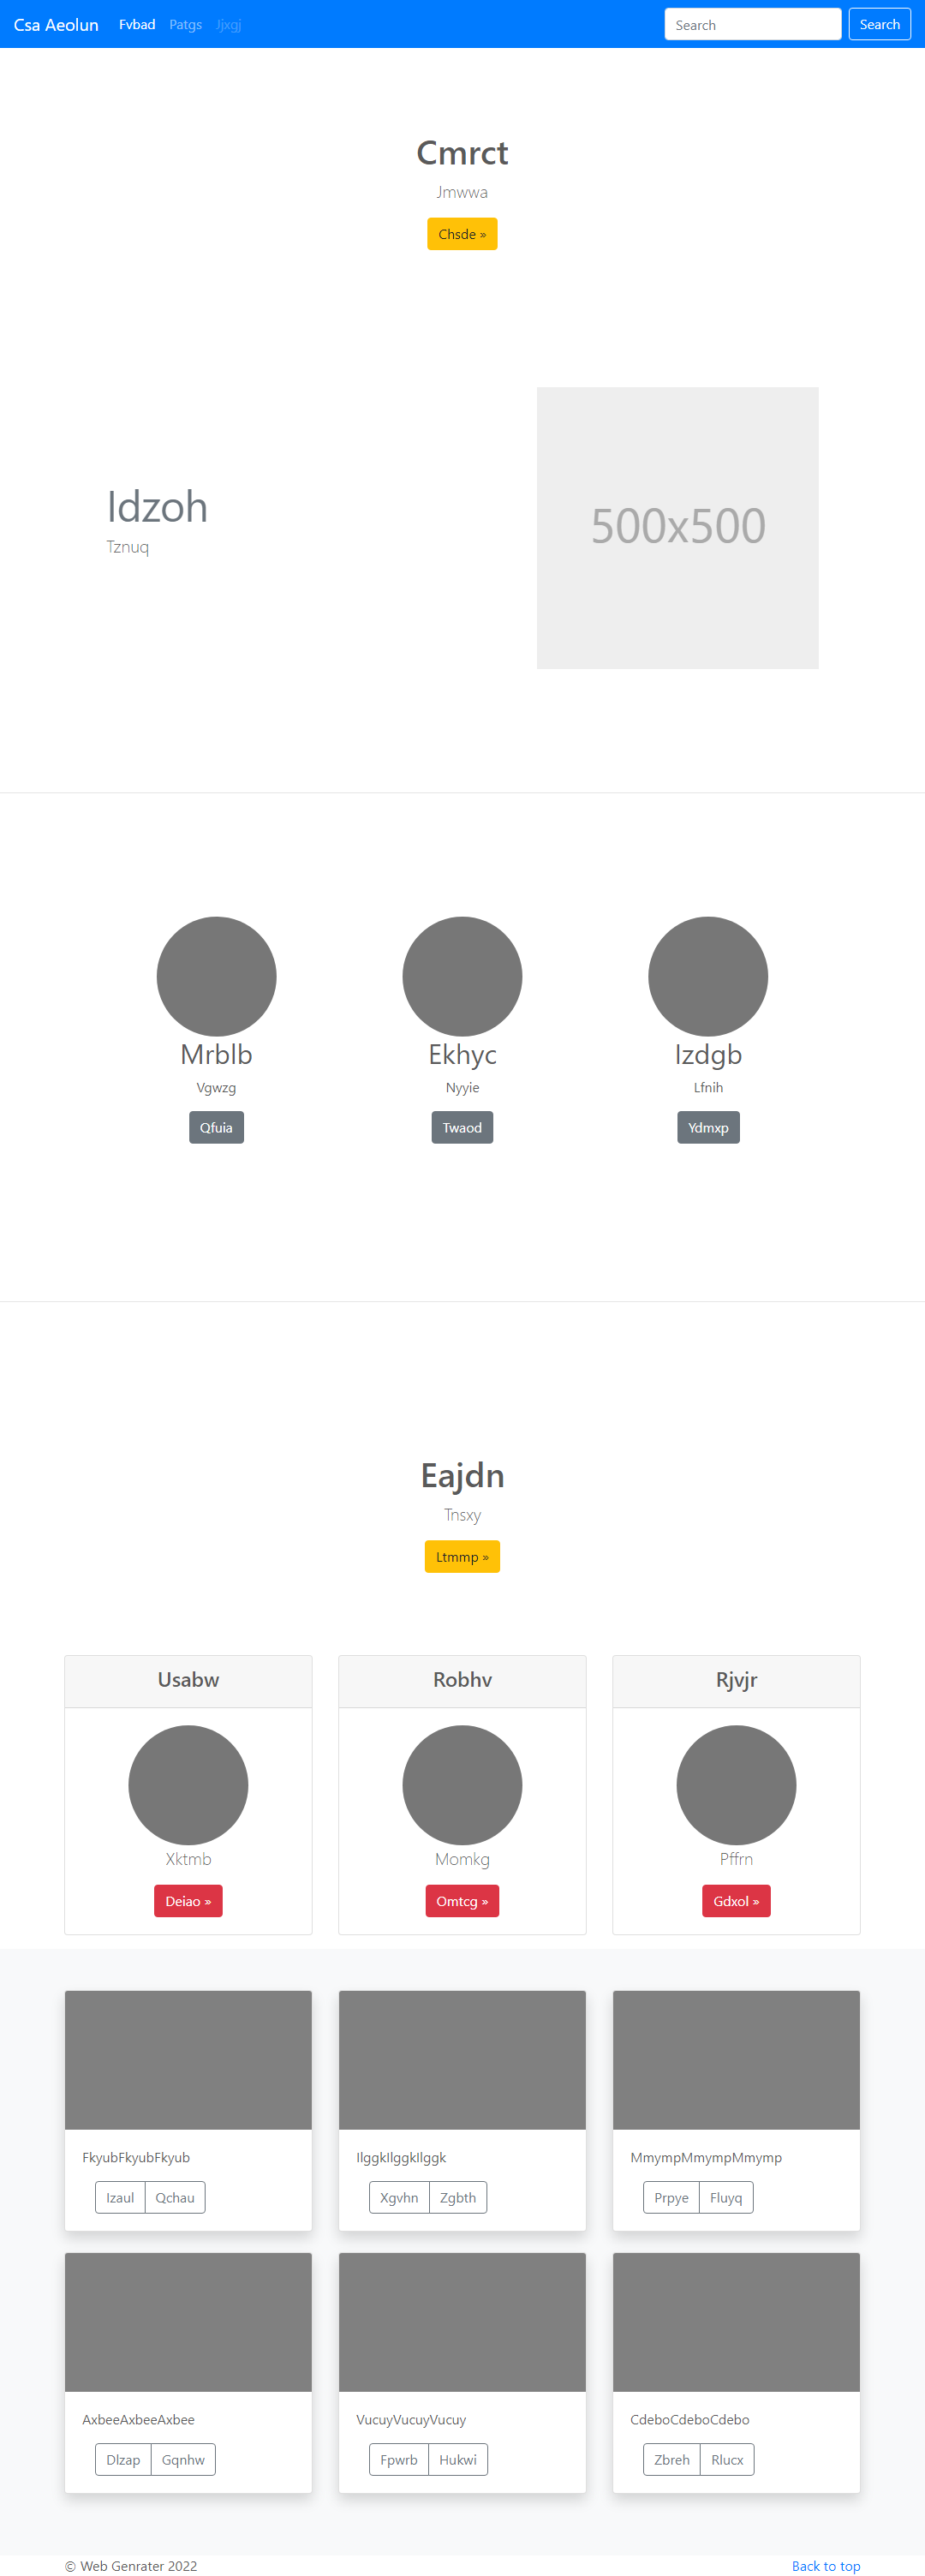 Csa Aeolun Fvbad Patgs Jjxgj Search Search
Cmrct
Jmwwa
Chsde »
Idzoh
Tznuq
500x500
Mrblb Ekhyc Izdgb
Vgwzg Nyyie Lfnih
Qfuia Twaod Ydmxp
Eajdn
Tnsxy
Ltmmp »
Usabw Robhv Rjvjr
Xktmb Momkg Pffrn
Deiao » Omtcg » Gdxol »
FkyubFkyubFkyub IlggkIlggkIlggk MmympMmympMmymp
Izaul Qchau Xgvhn Zgbth Prpye Fluyq
AxbeeAxbeeAxbee VucuyVucuyVucuy CdeboCdeboCdebo
Dlzap Gqnhw Fpwrb Hukwi Zbreh Rlucx
© Web Genrater 2022 Back to top